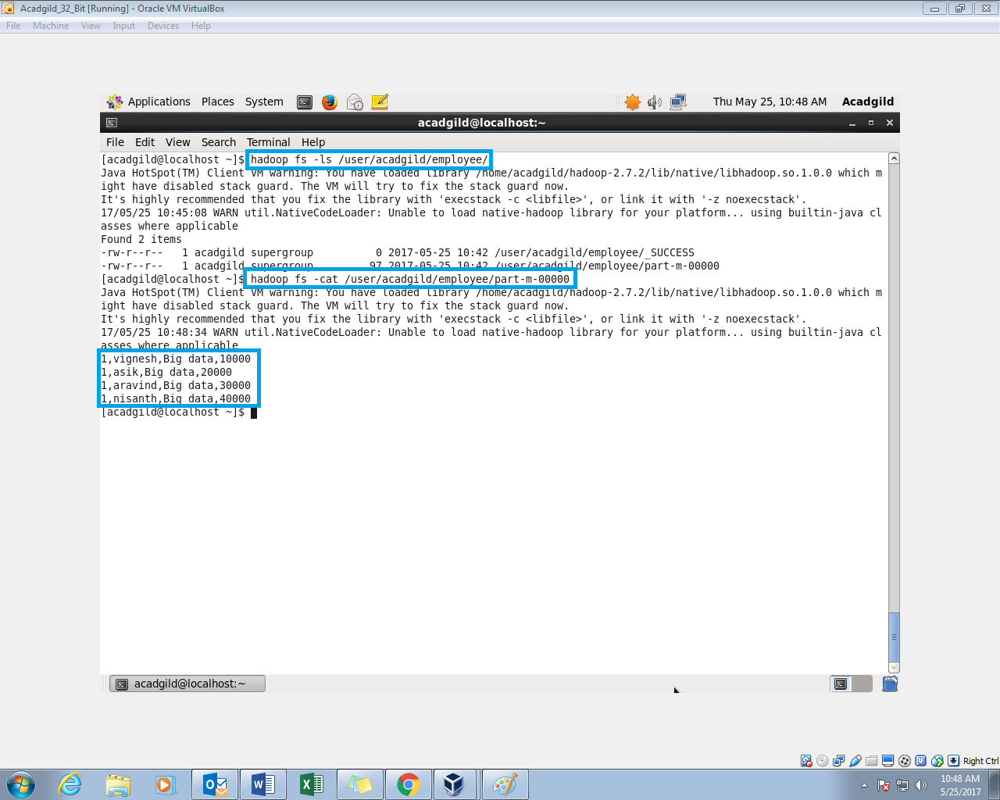 Acadgild_32_Bit [Running] - Oracle VM VirtualBox
File Machine View Input Devices Help
Applications Places System Thu May 25, 10:48 AM Acadgild
acadgild@localhost:~
File Edit View Search Terminal Help
[acadgild@localhost ~]$ hadoop fs -ls /user/acadgild/employee/
Java HotSpot(TM) Client VM warning: You have loaded library /home/acadgild/hadoop-2.7.2/lib/native/libhadoop.so.1.0.0 which m
ight have disabled stack guard. The VM will try to fix the stack guard now.
It's highly recommended that you fix the library with 'execstack -c <libfile>', or link it with '-z noexecstack'.
17/05/25 10:45:08 WARN util.NativeCodeLoader: Unable to load native-hadoop library for your platform... using builtin-java cl
asses where applicable
Found 2 items
-rw-r--r--   1 acadgild supergroup          0 2017-05-25 10:42 /user/acadgild/employee/_SUCCESS
-rw-r--r--   1 acadgild supergroup         97 2017-05-25 10:42 /user/acadgild/employee/part-m-00000
[acadgild@localhost ~]$ hadoop fs -cat /user/acadgild/employee/part-m-00000
Java HotSpot(TM) Client VM warning: You have loaded library /home/acadgild/hadoop-2.7.2/lib/native/libhadoop.so.1.0.0 which m
ight have disabled stack guard. The VM will try to fix the stack guard now.
It's highly recommended that you fix the library with 'execstack -c <libfile>', or link it with '-z noexecstack'.
17/05/25 10:48:34 WARN util.NativeCodeLoader: Unable to load native-hadoop library for your platform... using builtin-java cl
asses where applicable
1,vignesh,Big data,10000
1,asik,Big data,20000
1,aravind,Big data,30000
1,nisanth,Big data,40000
[acadgild@localhost ~]$
acadgild@localhost:~
Right Ctrl
10:48 AM
5/25/2017